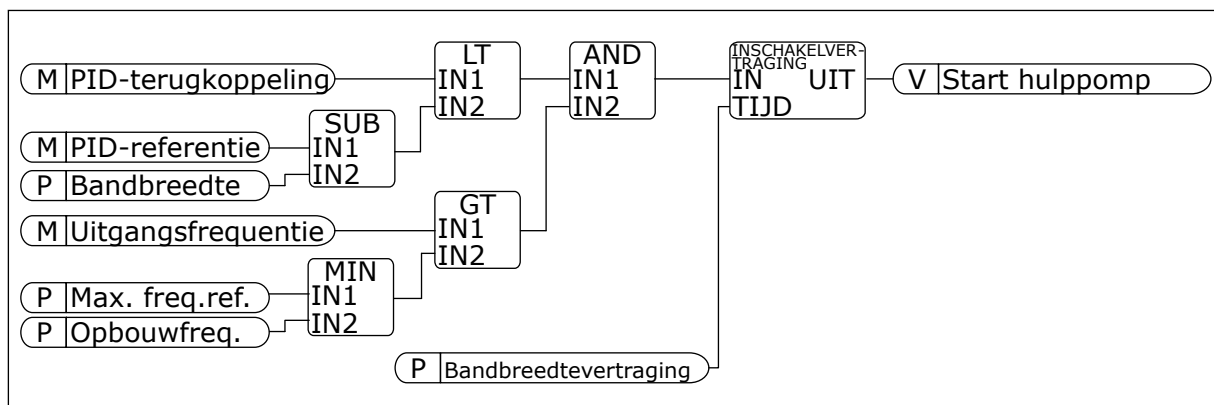 LT
IN1
IN2
AND
IN1
IN2
INSCHAKELVER-
TRAGING
IN UIT
TIJD
M PID-terugkoppeling
V Start hulppomp
SUB
IN1
IN2
M PID-referentie
P Bandbreedte
GT
IN1
IN2
M Uitgangsfrequentie
MIN
IN1
IN2
P Max. freq.ref.
P Opbouwfreq.
P Bandbreedtevertraging